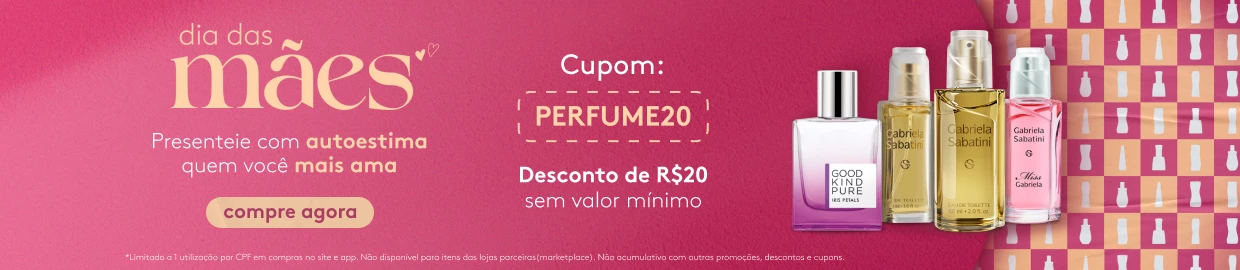 dia das
mães
Presenteie com autoestima
quem você mais ama
compre agora
Cupom:
PERFUME20
Desconto de R$20
sem valor mínimo
*Limitado a 1 utilização por CPF em compras no site e app. Não disponível para itens das lojas parceiras(marketplace). Não acumulativo com outras promoções, descontos e cupons.
GOOD
KIND
PURE
IRIS PETALS
Gabriela
Sabatini
Gabriela
Sabatini
EAU DE TOILETTE
Gabriela
Sabatini
Miss
Gabriela